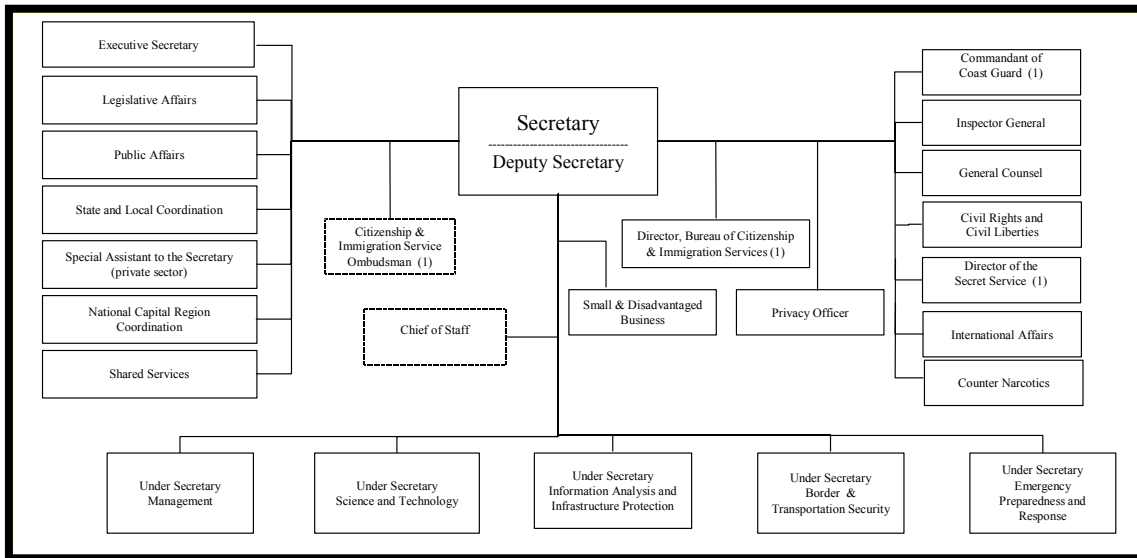 Executive Secretary
Legislative Affairs
Public Affairs
State and Local Coordination
Special Assistant to the Secretary
(private sector)
National Capital Region
Coordination
Shared Services
Secretary
Deputy Secretary
Citizenship &
Immigration Service
Ombudsman (1)
Director, Bureau of Citizenship
& Immigration Services (1)
Small & Disadvantaged
Business
Privacy Officer
Chief of Staff
Commandant of
Coast Guard (1)
Inspector General
General Counsel
Civil Rights and
Civil Liberties
Director of the
Secret Service (1)
International Affairs
Counter Narcotics
Under Secretary
Management
Under Secretary
Science and Technology
Under Secretary
Information Analysis and
Infrastructure Protection
Under Secretary
Border &
Transportation Security
Under Secretary
Emergency
Preparedness and
Response